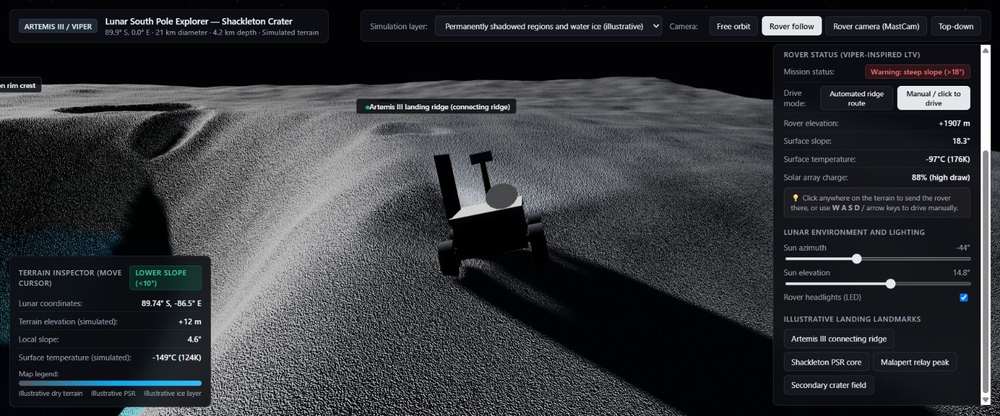 ARTEMIS III / VIPER
Lunar South Pole Explorer — Shackleton Crater
89.9° S, 0.0° E · 21 km diameter · 4.2 km depth · Simulated terrain
Simulation layer:
Permanently shadowed regions and water ice (illustrative)
Camera:
Free orbit
Rover follow
Rover camera (MastCam)
Top-down
on rim crest
Artemis III landing ridge (connecting ridge)
ROVER STATUS (VIPER-INSPIRED LTV)
Mission status:
Warning: steep slope (>18°)
Drive
mode:
Automated ridge
route
Manual / click to
drive
Rover elevation:
+1907 m
Surface slope:
18.3°
Surface temperature:
-97°C (176K)
Solar array charge:
88% (high draw)
💡 Click anywhere on the terrain to send the rover
there, or use W A S D / arrow keys to drive manually.
LUNAR ENVIRONMENT AND LIGHTING
Sun azimuth
-44°
Sun elevation
14.8°
Rover headlights (LED)
ILLUSTRATIVE LANDING LANDMARKS
Artemis III connecting ridge
Shackleton PSR core
Malapert relay peak
Secondary crater field
TERRAIN INSPECTOR (MOVE
CURSOR)
LOWER SLOPE
(<10°)
Lunar coordinates:
89.74° S, -86.5° E
Terrain elevation (simulated):
+12 m
Local slope:
4.6°
Surface temperature (simulated):
-149°C (124K)
Map legend:
Illustrative dry terrain
Illustrative PSR
Illustrative ice layer